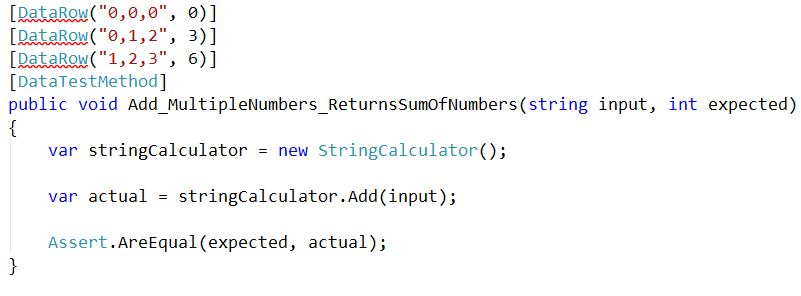 [DataRow("0,0,0", 0)]
[DataRow("0,1,2", 3)]
[DataRow("1,2,3", 6)]
[DataTestMethod]
public void Add_MultipleNumbers_ReturnsSumOfNumbers(string input, int expected)
{
    var stringCalculator = new StringCalculator();
    var actual = stringCalculator.Add(input);
    Assert.AreEqual(expected, actual);
}